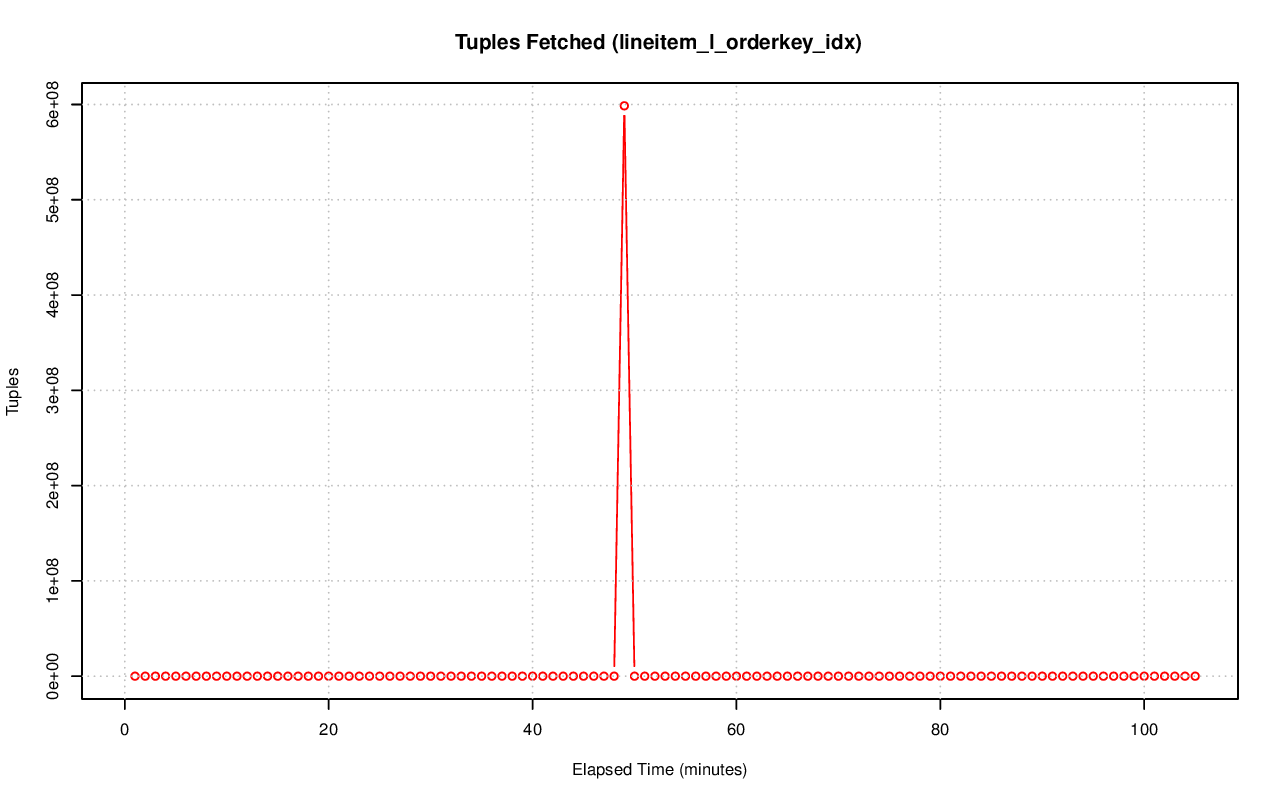 Tuples Fetched (lineitem_l_orderkey_idx)
Tuples
6e+08
5e+08
4e+08
3e+08
2e+08
1e+08
0e+00
0 20 40 60 80 100
Elapsed Time (minutes)